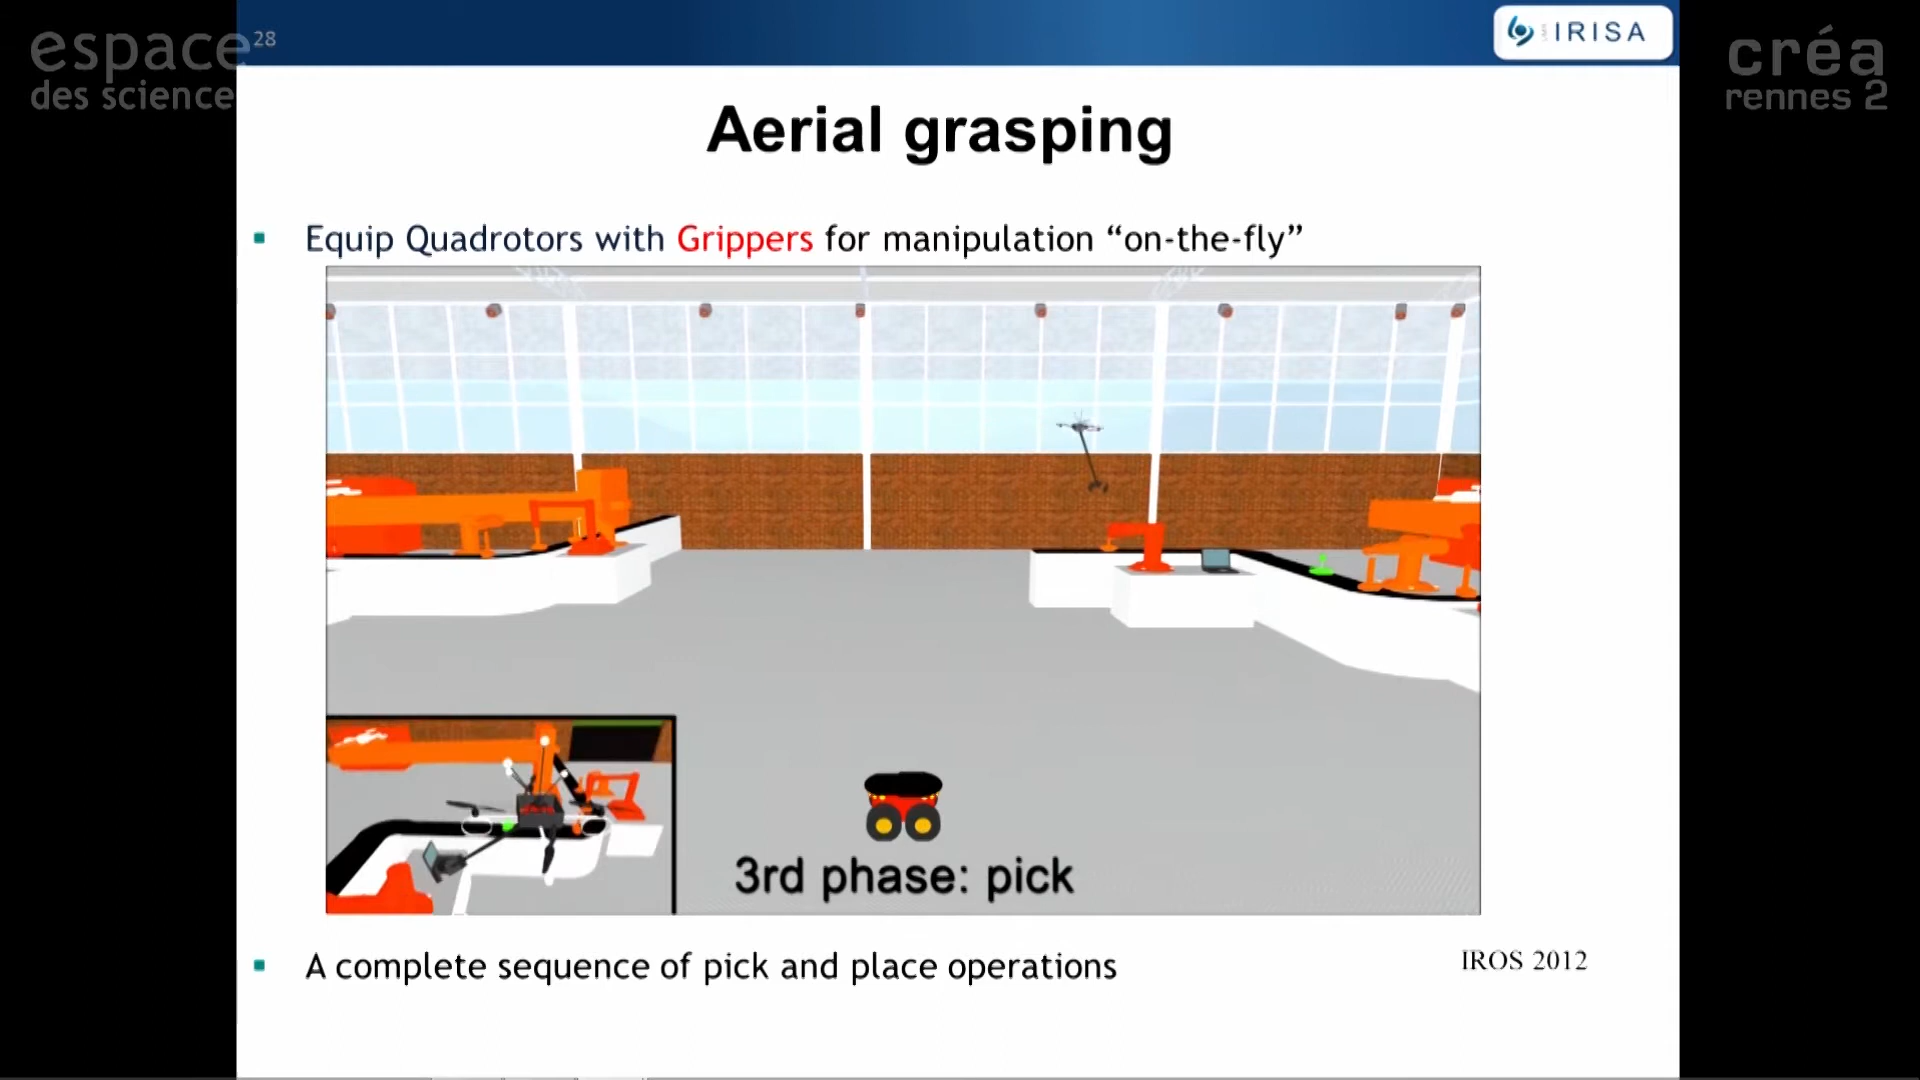 espace
des science
28
IRISA
créa
rennes 2
Aerial grasping
Equip Quadrotors with Grippers for manipulation “on-the-fly”
3rd phase: pick
A complete sequence of pick and place operations
IROS 2012